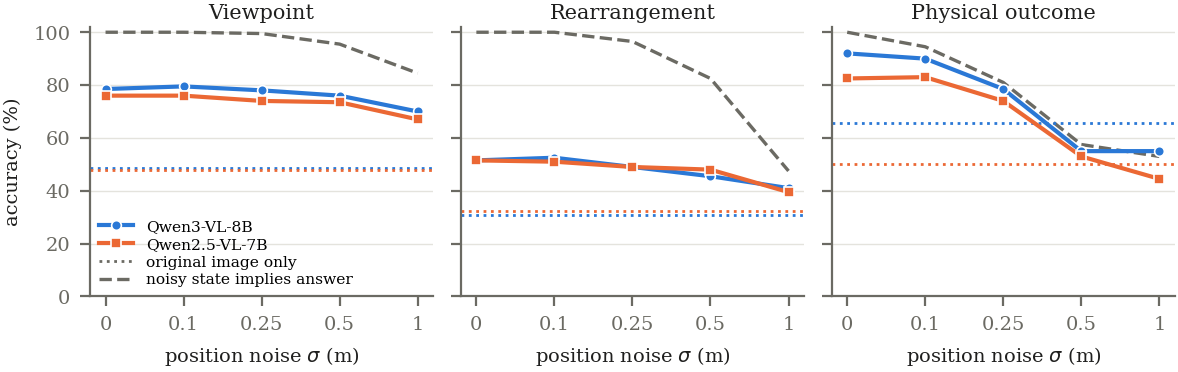 Viewpoint
Rearrangement
Physical outcome
accuracy (%)
100
80
60
40
20
0
Qwen3-VL-8B
Qwen2.5-VL-7B
original image only
noisy state implies answer
0 0.1 0.25 0.5 1
0 0.1 0.25 0.5 1
0 0.1 0.25 0.5 1
position noise σ (m)
position noise σ (m)
position noise σ (m)